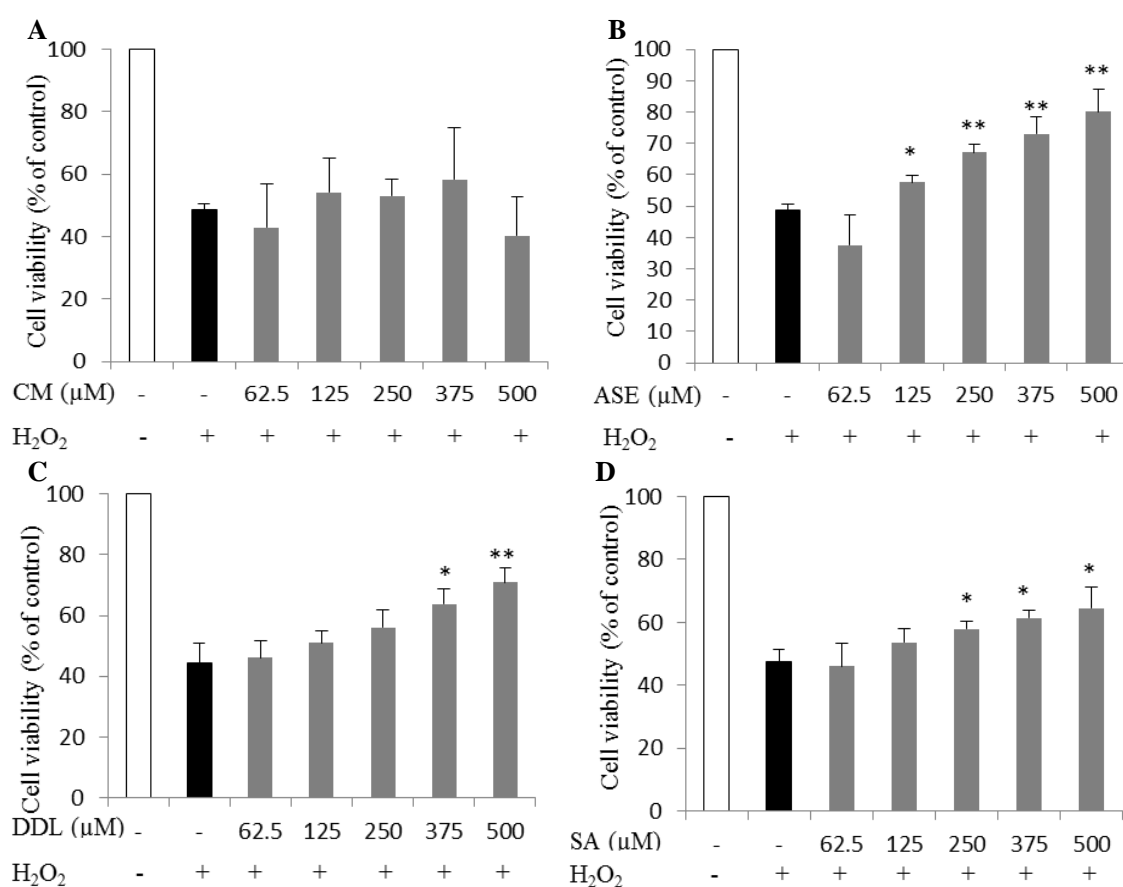 A
Cell viability (% of control)
100
80
60
40
20
0
CM (µM) - - 62.5 125 250 375 500
H₂O₂ - + + + + + +
B
Cell viability (% of control)
100
90
80
70
60
50
40
30
20
10
0
* ** ** **
ASE (µM) - - 62.5 125 250 375 500
H₂O₂ - + + + + + +
C
Cell viability (% of control)
100
80
60
40
20
0
* **
DDL (µM) - - 62.5 125 250 375 500
H₂O₂ - + + + + + +
D
Cell viability (% of control)
100
80
60
40
20
0
* * *
SA (µM) - - 62.5 125 250 375 500
H₂O₂ - + + + + + +